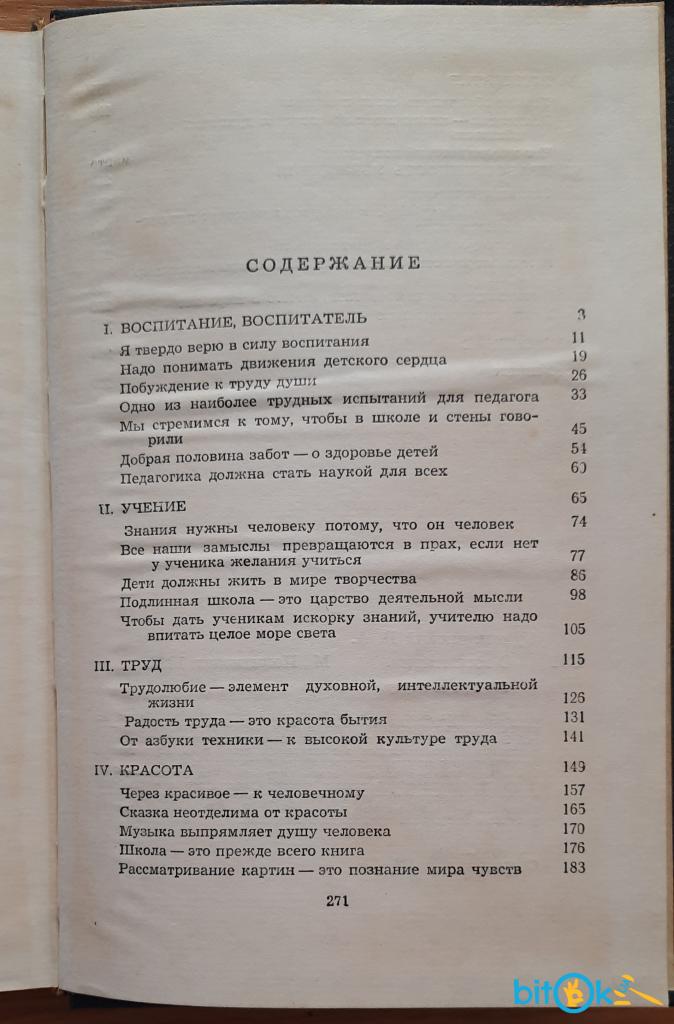 СОДЕРЖАНИЕ
I. ВОСПИТАНИЕ, ВОСПИТАТЕЛЬ 3
Я твердо верю в силу воспитания 11
Надо понимать движения детского сердца 19
Побуждение к труду души 26
Одно из наиболее трудных испытаний для педагога 33
Мы стремимся к тому, чтобы в школе и стены гово-
рили 45
Добрая половина забот — о здоровье детей 54
Педагогика должна стать наукой для всех 60
II. УЧЕНИЕ 65
Знания нужны человеку потому, что он человек 74
Все наши замыслы превращаются в прах, если нет
у ученика желания учиться 77
Дети должны жить в мире творчества 86
Подлинная школа — это царство деятельной мысли 98
Чтобы дать ученикам искорку знаний, учителю надо
впитать целое море света 105
III. ТРУД 115
Трудолюбие — элемент духовной, интеллектуальной
жизни 126
Радость труда — это красота бытия 131
От азбуки техники — к высокой культуре труда 141
IV. КРАСОТА 149
Через красивое — к человечному 157
Сказка неотделима от красоты 165
Музыка выпрямляет душу человека 170
Школа — это прежде всего книга 176
Рассматривание картин — это познание мира чувств 183
271
bitok